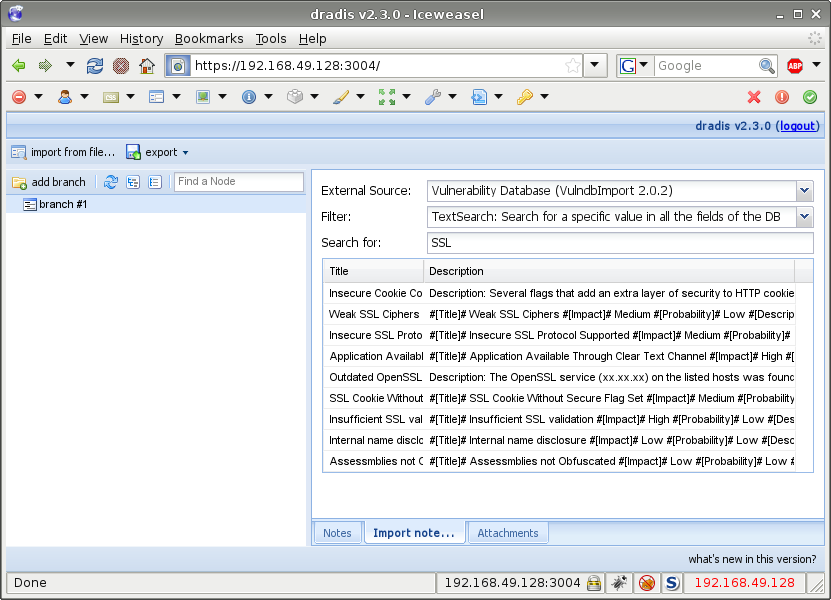 dradis v2.3.0 - Iceweasel
File Edit View History Bookmarks Tools Help
https://192.168.49.128:3004/
G Google ABP
dradis v2.3.0 (logout)
import from file... export
add branch Find a Node
branch #1
External Source: Vulnerability Database (VulndbImport 2.0.2)
Filter: TextSearch: Search for a specific value in all the fields of the DB
Search for: SSL
Title Description
Insecure Cookie Co Description: Several flags that add an extra layer of security to HTTP cookie
Weak SSL Ciphers #[Title]# Weak SSL Ciphers #[Impact]# Medium #[Probability]# Low #[Descrip
Insecure SSL Proto #[Title]# Insecure SSL Protocol Supported #[Impact]# Medium #[Probability]#
Application Availabl #[Title]# Application Available Through Clear Text Channel #[Impact]# High #[
Outdated OpenSSL Description: The OpenSSL service (xx.xx.xx) on the listed hosts was found
SSL Cookie Without #[Title]# SSL Cookie Without Secure Flag Set #[Impact]# Medium #[Probability
Insufficient SSL val #[Title]# Insufficient SSL validation #[Impact]# High #[Probability]# Low #[Des
Internal name disclo #[Title]# Internal name disclosure #[Impact]# Low #[Probability]# Low #[Desc
Assessmblies not O #[Title]# Assessmblies not Obfuscated #[Impact]# Low #[Probability]# Low #
Notes Import note... Attachments
what's new in this version?
Done 192.168.49.128:3004 S 192.168.49.128